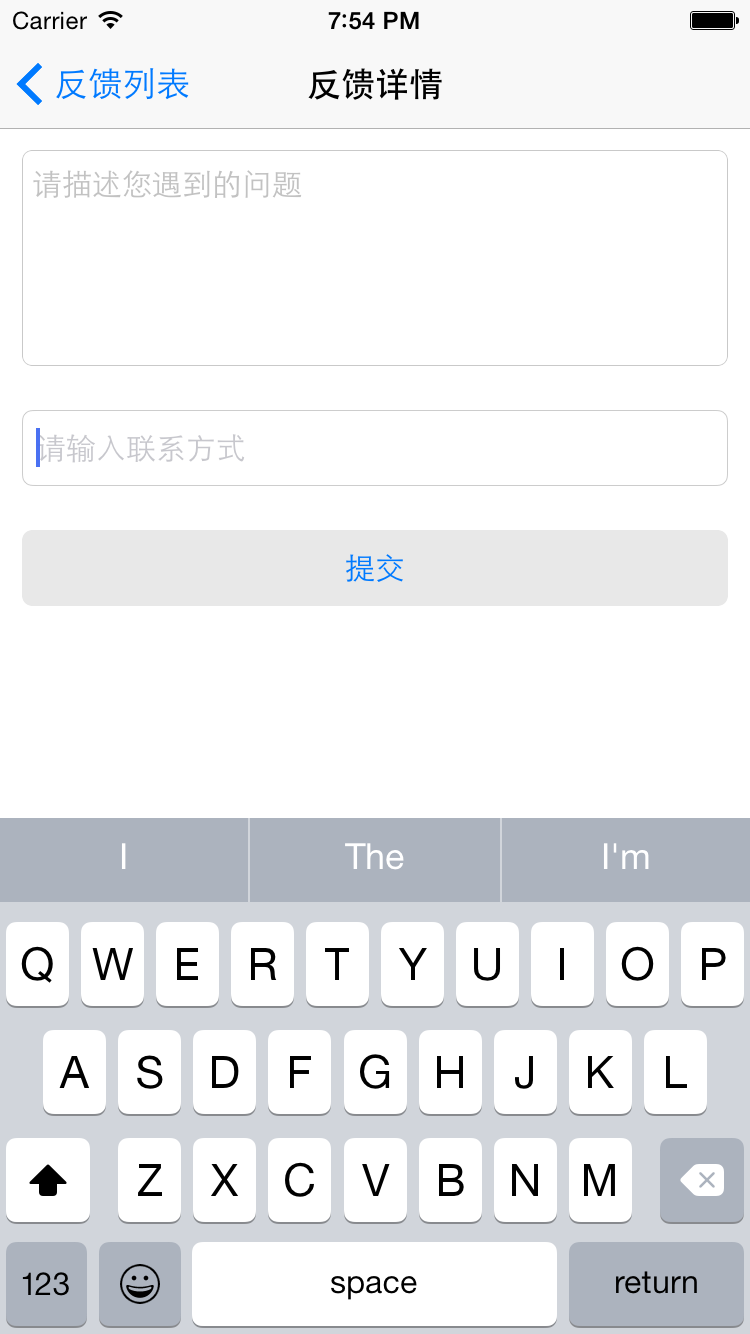 Carrier 7:54 PM
反馈列表 反馈详情
请描述您遇到的问题
请输入联系方式
提交
I The I'm
Q W E R T Y U I O P
A S D F G H J K L
Z X C V B N M
123 space return